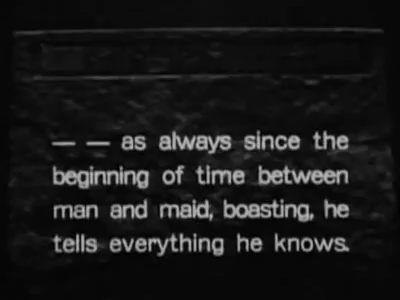 — — as always since the
beginning of time between
man and maid, boasting, he
tells everything he knows.